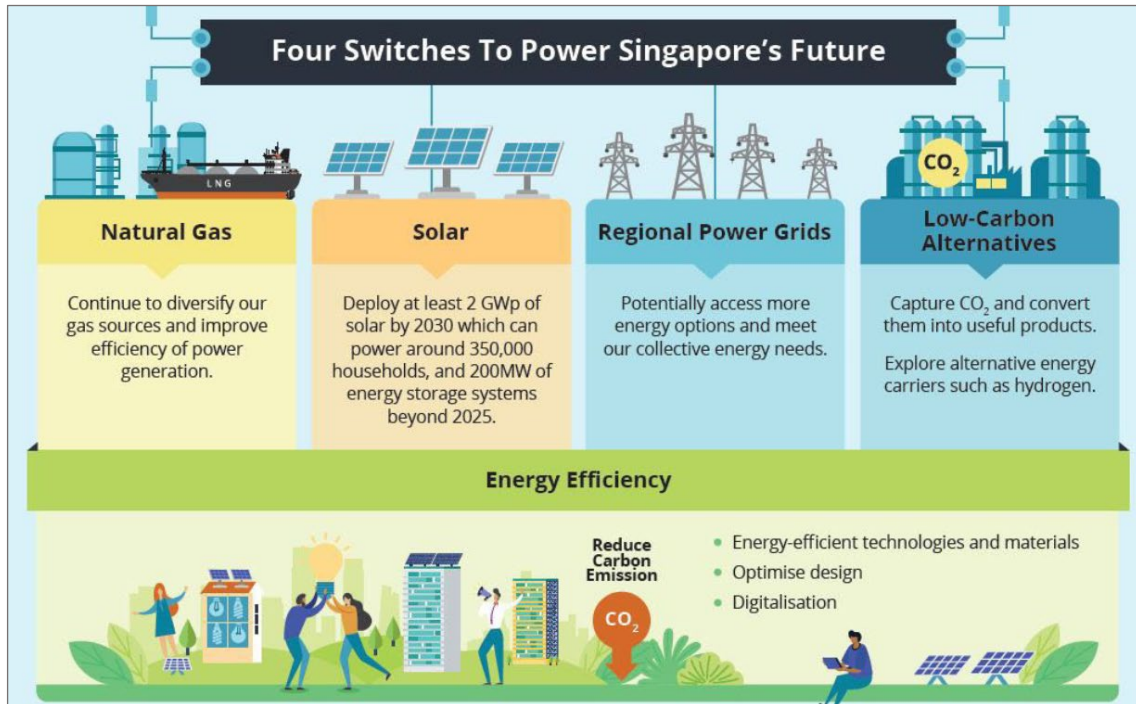 Four Switches To Power Singapore's Future
LNG
CO₂
Natural Gas
Continue to diversify our
gas sources and improve
efficiency of power
generation.
Solar
Deploy at least 2 GWp of
solar by 2030 which can
power around 350,000
households, and 200MW of
energy storage systems
beyond 2025.
Regional Power Grids
Potentially access more
energy options and meet
our collective energy needs.
Low-Carbon
Alternatives
Capture CO₂ and convert
them into useful products.
Explore alternative energy
carriers such as hydrogen.
Energy Efficiency
Reduce
Carbon
Emission
CO₂
• Energy-efficient technologies and materials
• Optimise design
• Digitalisation